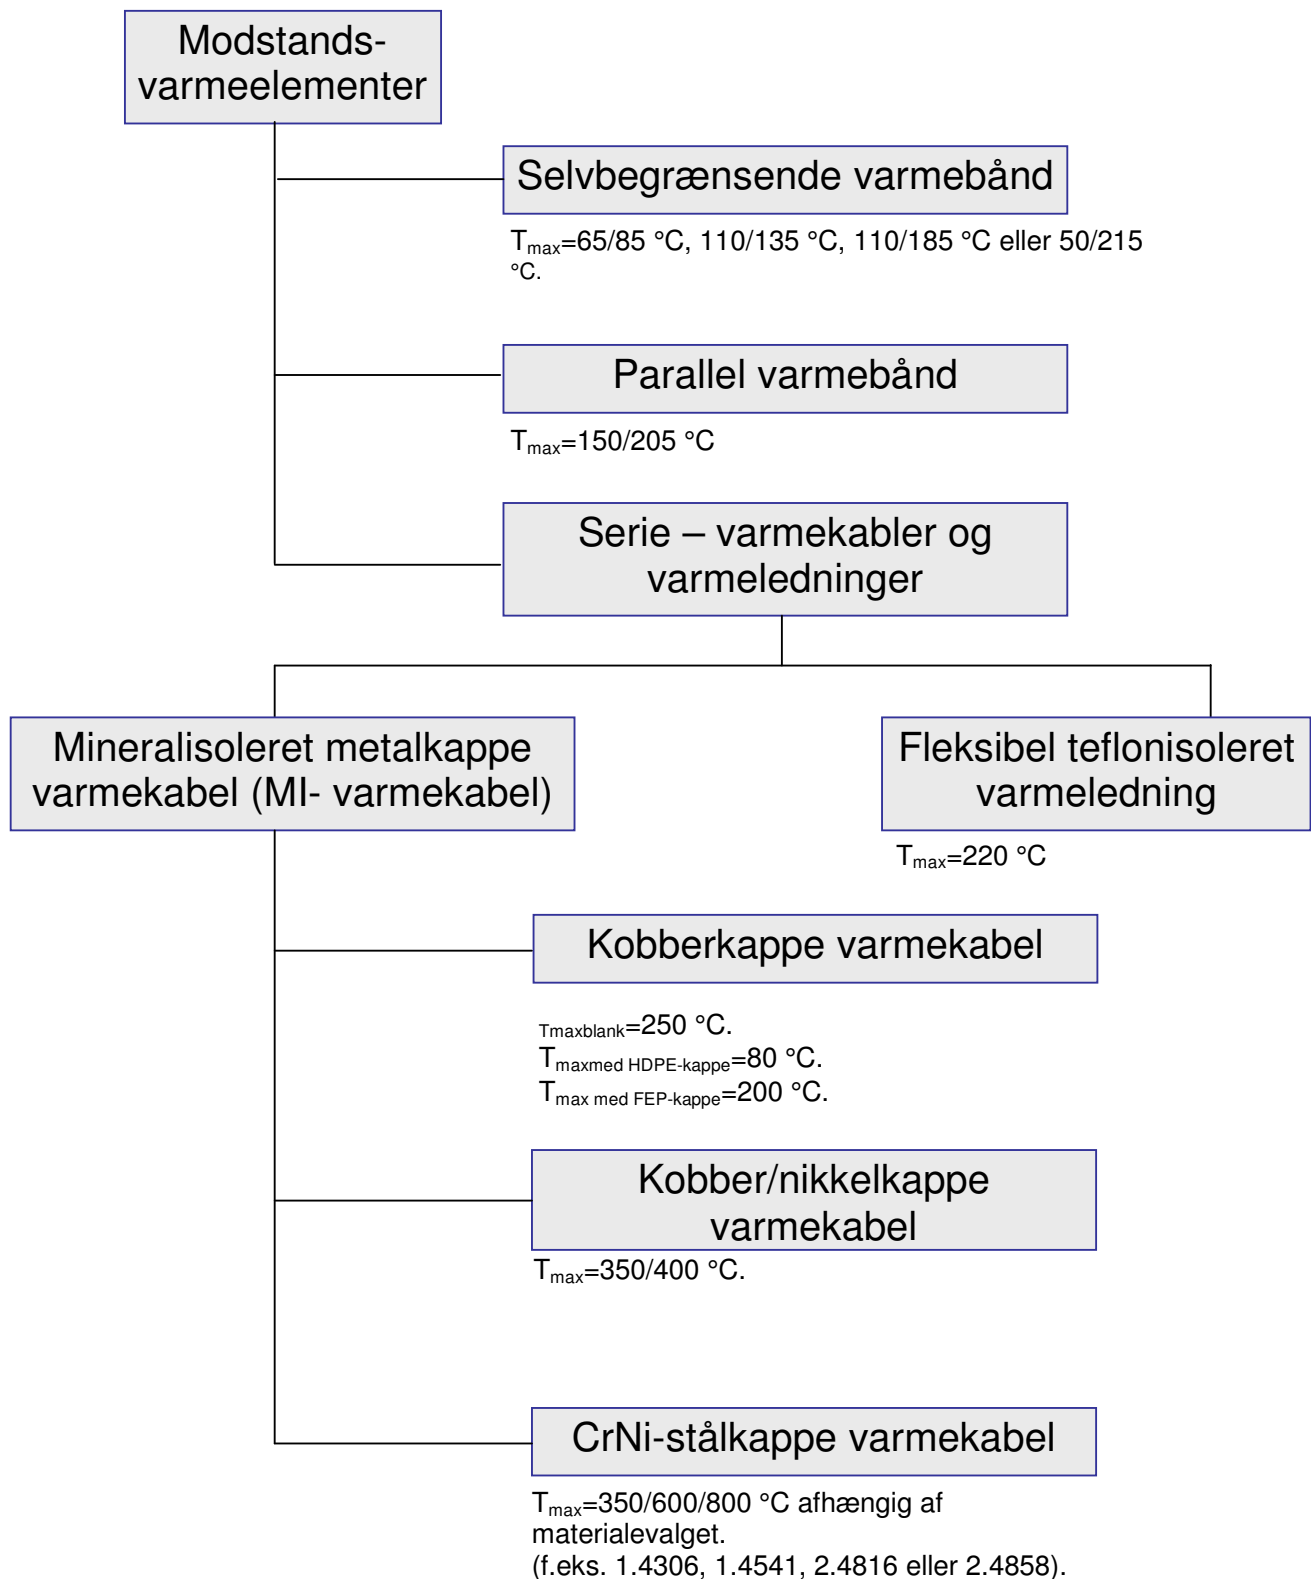 Modstands-
varmeelementer
Selvbegrænsende varmebånd
Tmax=65/85 °C, 110/135 °C, 110/185 °C eller 50/215
°C.
Parallel varmebånd
Tmax=150/205 °C
Serie – varmekabler og
varmeledninger
Mineralisoleret metalkappe
varmekabel (MI- varmekabel)
Fleksibel teflonisoleret
varmeledning
Tmax=220 °C
Kobberkappe varmekabel
Tmaxblank=250 °C.
Tmaxmed HDPE-kappe=80 °C.
Tmax med FEP-kappe=200 °C.
Kobber/nikkelkappe
varmekabel
Tmax=350/400 °C.
CrNi-stålkappe varmekabel
Tmax=350/600/800 °C afhængig af
materialevalget.
(f.eks. 1.4306, 1.4541, 2.4816 eller 2.4858).